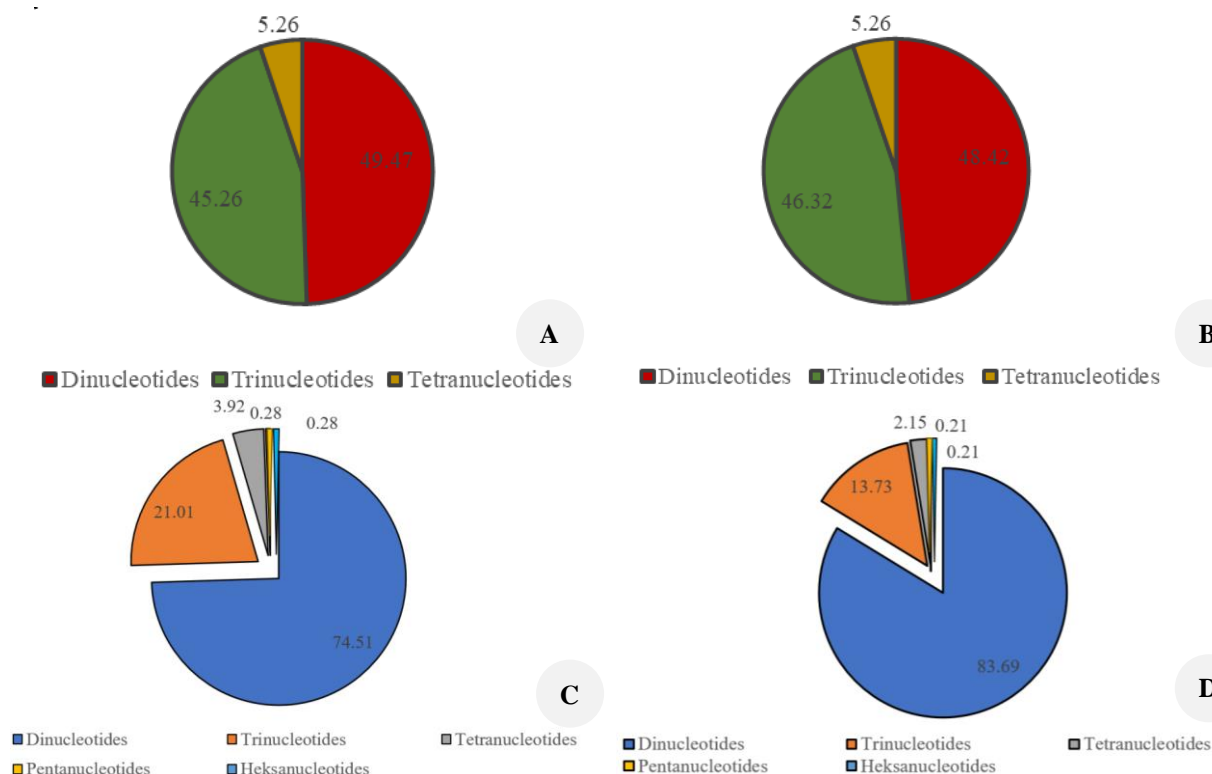 5.26
49.47
45.26
A
Dinucleotides Trinucleotides Tetranucleotides
5.26
48.42
46.32
B
Dinucleotides Trinucleotides Tetranucleotides
3.92 0.28 0.28
21.01
74.51
C
Dinucleotides Trinucleotides Tetranucleotides
Pentanucleotides Heksanucleotides
2.15 0.21
0.21
13.73
83.69
D
Dinucleotides Trinucleotides Tetranucleotides
Pentanucleotides Heksanucleotides